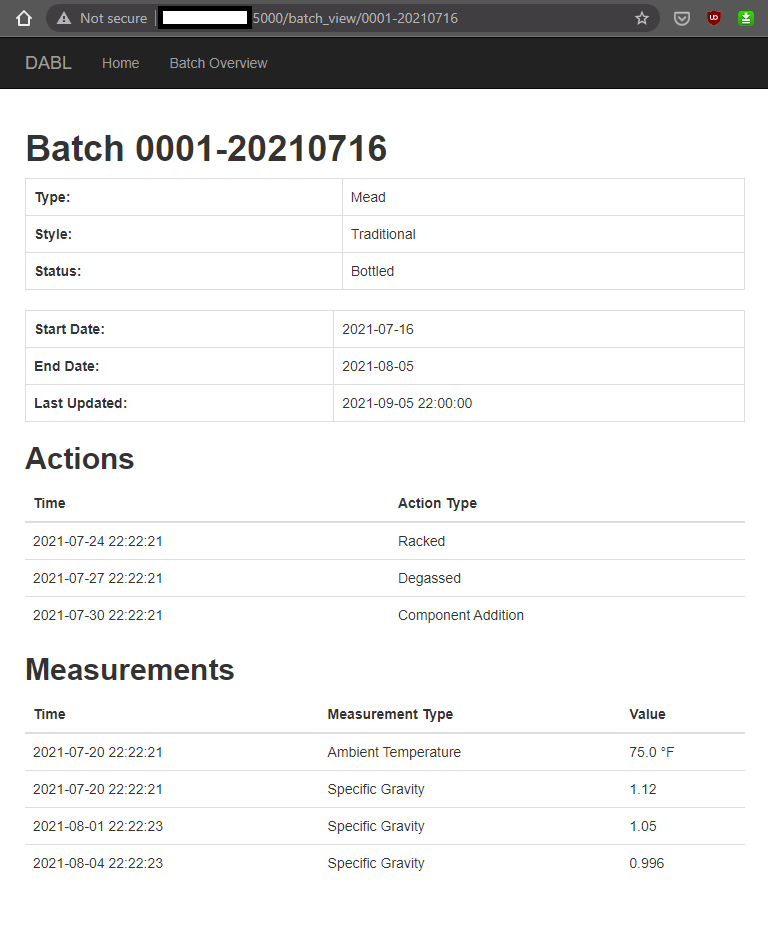 Not secure 5000/batch_view/0001-20210716
DABL Home Batch Overview
Batch 0001-20210716
Type: Mead
Style: Traditional
Status: Bottled
Start Date: 2021-07-16
End Date: 2021-08-05
Last Updated: 2021-09-05 22:00:00
Actions
Time Action Type
2021-07-24 22:22:21 Racked
2021-07-27 22:22:21 Degassed
2021-07-30 22:22:21 Component Addition
Measurements
Time Measurement Type Value
2021-07-20 22:22:21 Ambient Temperature 75.0 °F
2021-07-20 22:22:21 Specific Gravity 1.12
2021-08-01 22:22:23 Specific Gravity 1.05
2021-08-04 22:22:23 Specific Gravity 0.996